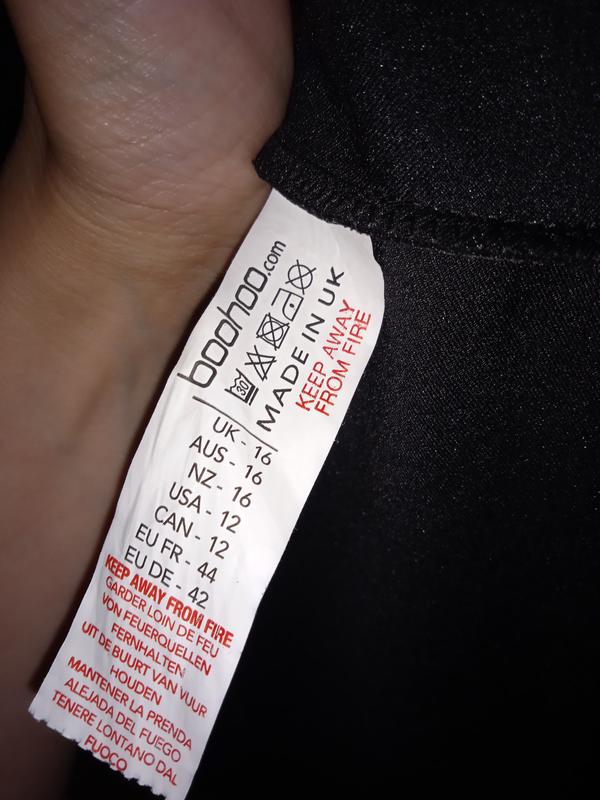 boohoo.com
30
MADE IN UK
KEEP AWAY
FROM FIRE
UK - 16
AUS - 16
NZ - 16
USA - 12
CAN - 12
EU FR - 44
EU DE - 42
KEEP AWAY FROM FIRE
GARDER LOIN DE FEU
VON FEUERQUELLEN
FERNHALTEN
UIT DE BUURT VAN VUUR
HOUDEN
MANTENER LA PRENDA
ALEJADA DEL FUEGO
TENERE LONTANO DAL
FUOCO